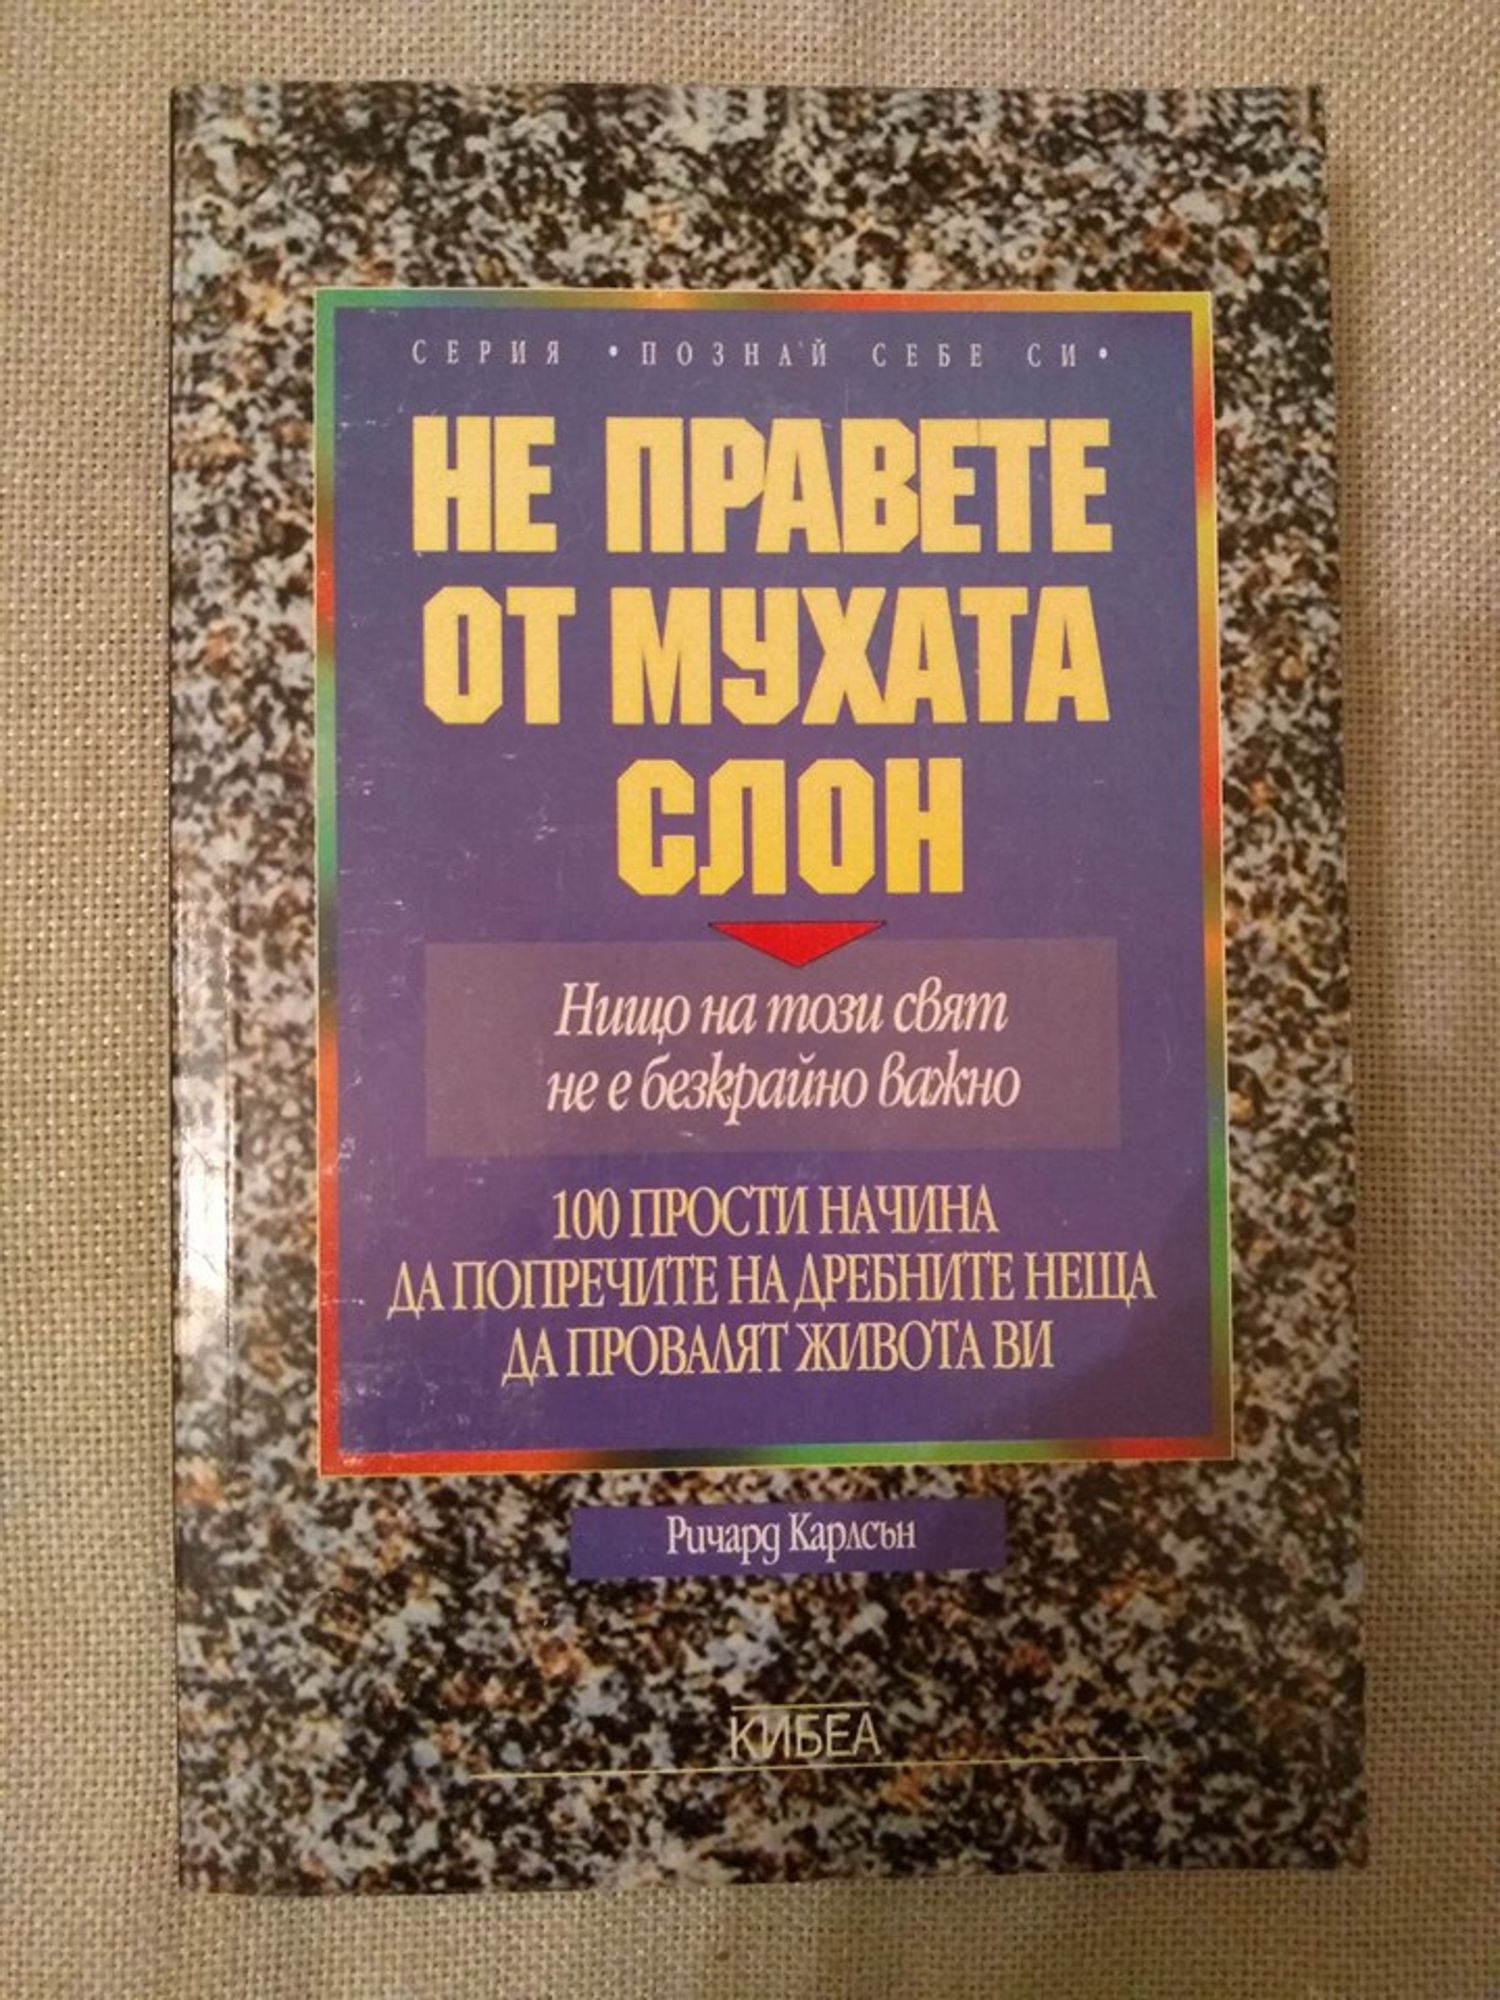 СЕРИЯ •ПОЗНАЙ СЕБЕ СИ•
НЕ ПРАВЕТЕ
ОТ МУХАТА
СЛОН
Нищо на този свят
не е безкрайно важно
100 ПРОСТИ НАЧИНА
ДА ПОПРЕЧИТЕ НА ДРЕБНИТЕ НЕЩА
ДА ПРОВАЛЯТ ЖИВОТА ВИ
Ричард Карлсън
КИБЕА